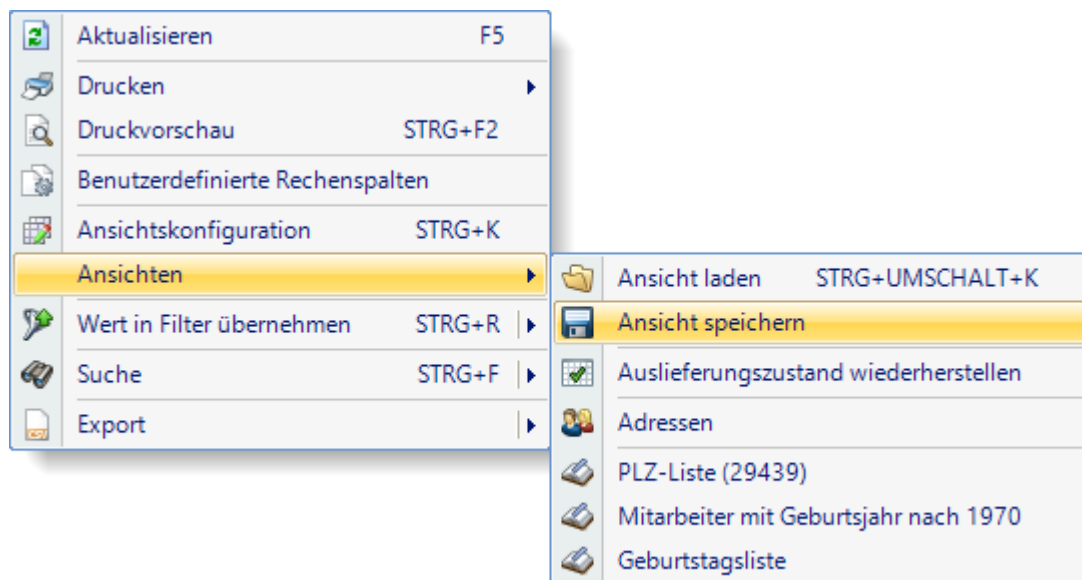 Aktualisieren F5
Drucken
Druckvorschau STRG+F2
Benutzerdefinierte Rechenspalten
Ansichtskonfiguration STRG+K
Ansichten
Wert in Filter übernehmen STRG+R
Suche STRG+F
Export
Ansicht laden STRG+UMSCHALT+K
Ansicht speichern
Auslieferungszustand wiederherstellen
Adressen
PLZ-Liste (29439)
Mitarbeiter mit Geburtsjahr nach 1970
Geburtstagsliste